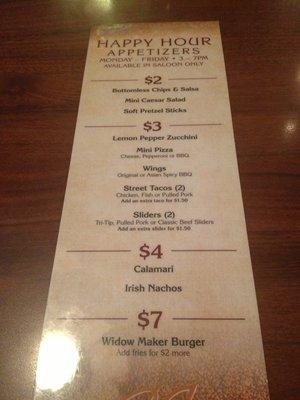 HAPPY HOUR
APPETIZERS
MONDAY - FRIDAY • 3 - 7PM
AVAILABLE IN SALOON ONLY
$2
Bottomless Chips & Salsa
Mini Caesar Salad
Soft Pretzel Sticks
$3
Lemon Pepper Zucchini
Mini Pizza
Cheese, Pepperoni or BBQ
Wings
Original or Asian Spicy BBQ
Street Tacos (2)
Chicken, Fish or Pulled Pork
Add an extra taco for $1.50
Sliders (2)
Tri-Tip, Pulled Pork or Classic Beef Sliders
Add an extra slider for $1.50
$4
Calamari
Irish Nachos
$7
Widow Maker Burger
Add fries for $2 more